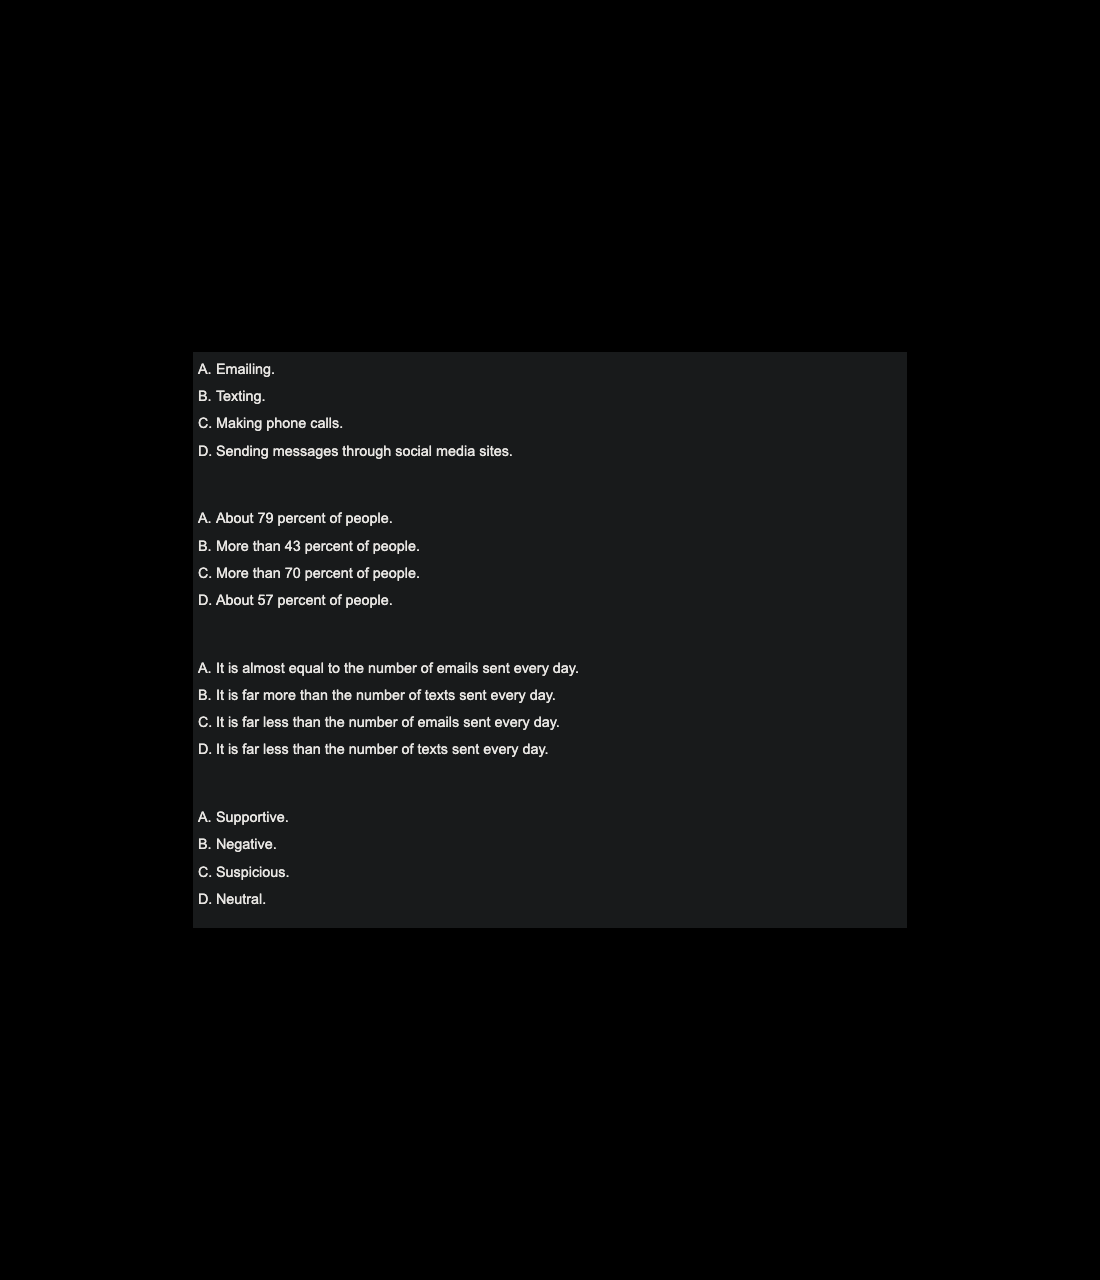 A. Emailing.
B. Texting.
C. Making phone calls.
D. Sending messages through social media sites.
A. About 79 percent of people.
B. More than 43 percent of people.
C. More than 70 percent of people.
D. About 57 percent of people.
A. It is almost equal to the number of emails sent every day.
B. It is far more than the number of texts sent every day.
C. It is far less than the number of emails sent every day.
D. It is far less than the number of texts sent every day.
A. Supportive.
B. Negative.
C. Suspicious.
D. Neutral.